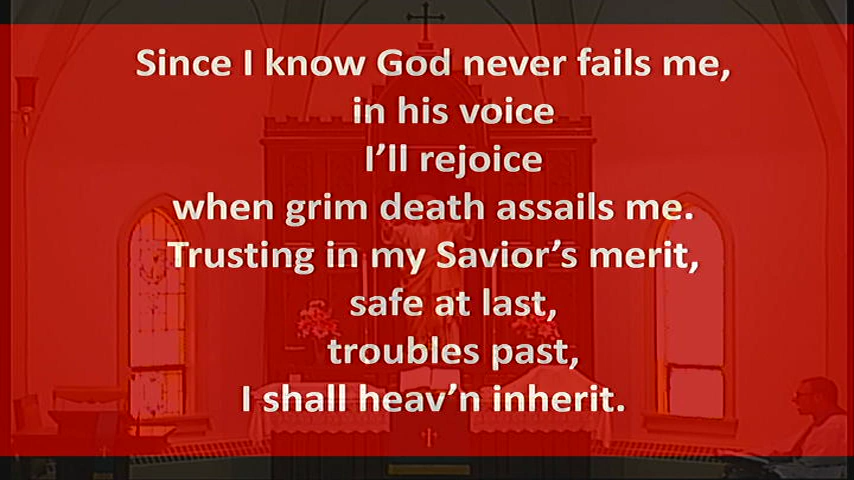 Since I know God never fails me,
in his voice
I’ll rejoice
when grim death assails me.
Trusting in my Savior’s merit,
safe at last,
troubles past,
I shall heav’n inherit.